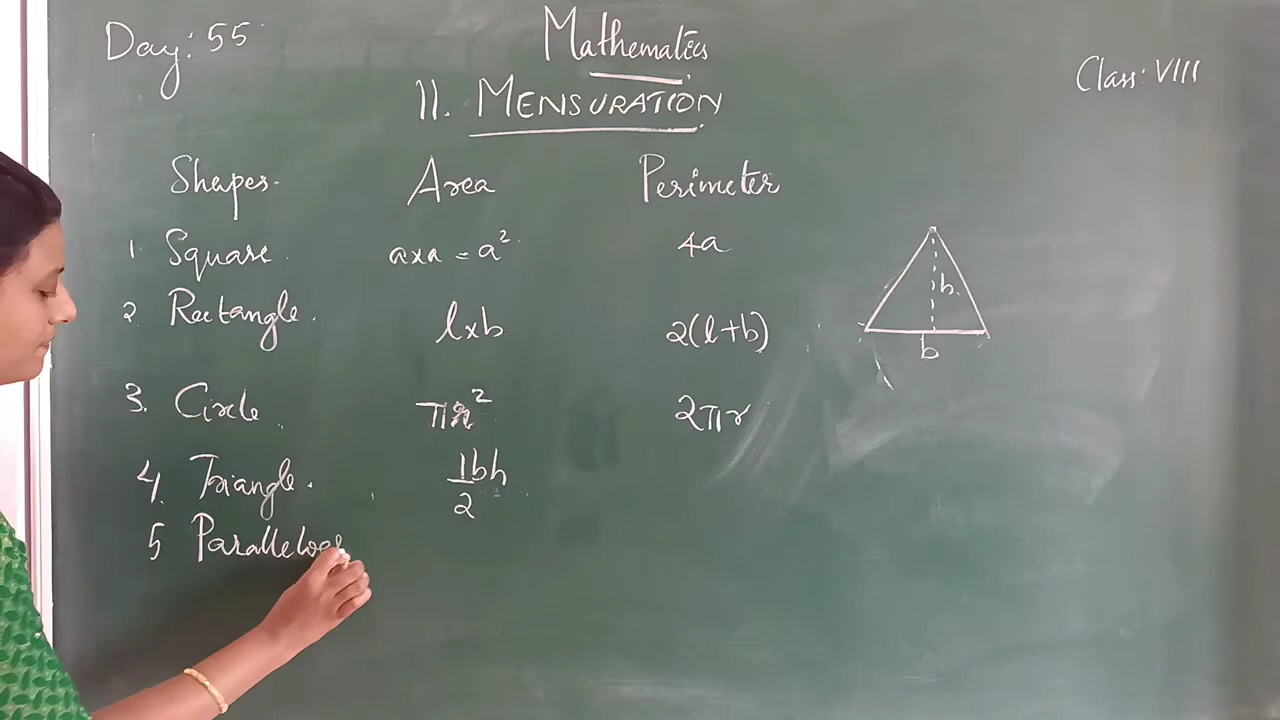 Day: 55
Mathematics
Class: VIII
11. MENSURATION
Shapes Area Perimeter
1. Square a×a = a² 4a
2. Rectangle l×b 2(l+b)
3. Circle πr² 2πr
4. Triangle 1/2 bh
5 Parallelogr
h
b